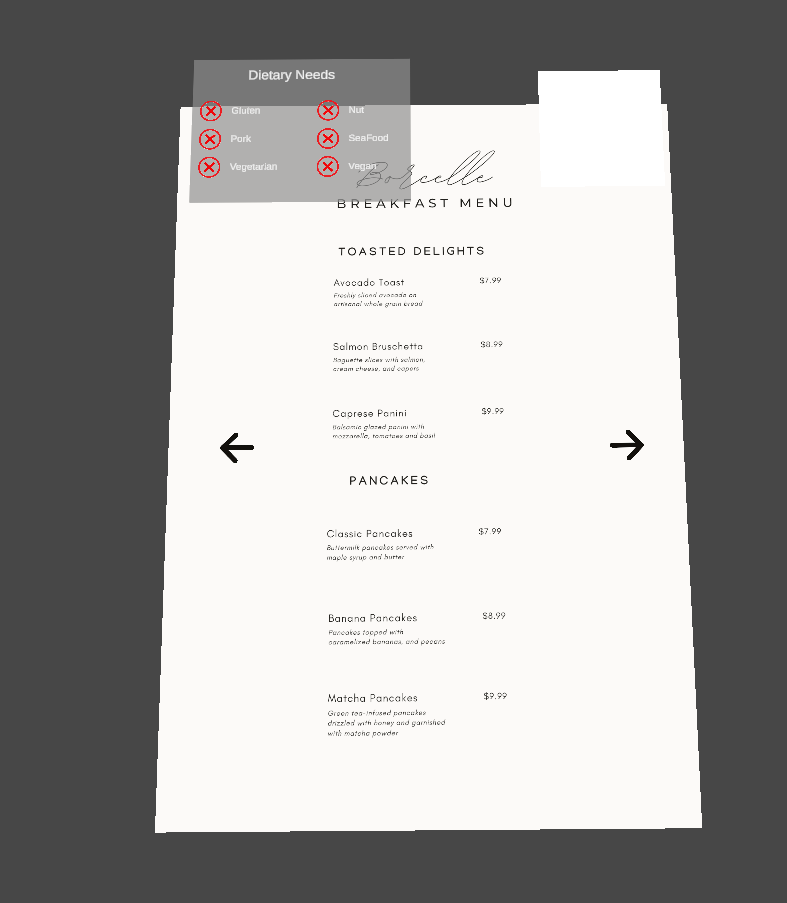 Dietary Needs
Gluten
Nut
Pork
SeaFood
Vegetarian
Vegan
Borcelle
BREAKFAST MENU
TOASTED DELIGHTS
Avocado Toast $7.99
Freshly sliced avocado on
artisanal whole grain bread
Salmon Bruschetta $8.99
Baguette slices with salmon,
cream cheese, and capers
Caprese Panini $9.99
Balsamic glazed panini with
mozzarella, tomatoes and basil
PANCAKES
Classic Pancakes $7.99
Buttermilk pancakes served with
maple syrup and butter
Banana Pancakes $8.99
Pancakes topped with
caramelized bananas, and pecans
Matcha Pancakes $9.99
Green tea-infused pancakes
drizzled with honey and garnished
with matcha powder